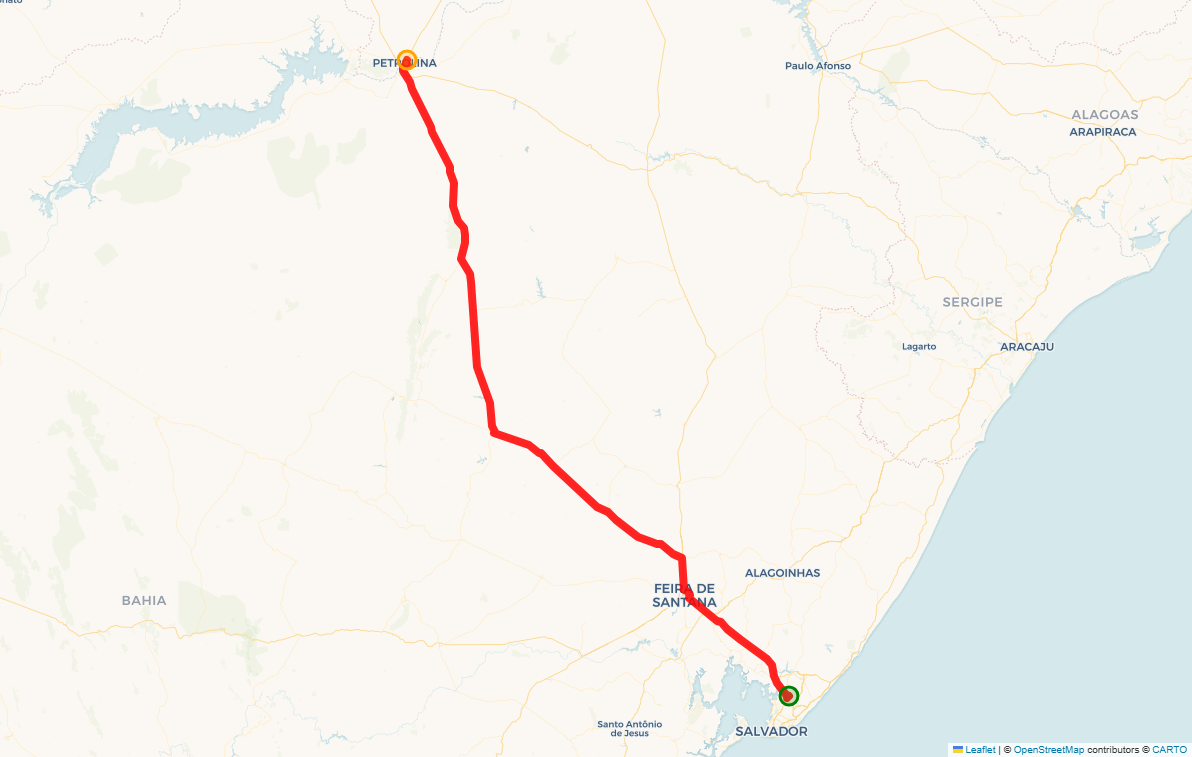 PETROLINA
Paulo Afonso
ALAGOAS
ARAPIRACA
SERGIPE
Lagarto
ARACAJU
ALAGOINHAS
FEIRA DE
SANTANA
BAHIA
Santo Antônio
de Jesus
SALVADOR
Leaflet | © OpenStreetMap contributors © CARTO